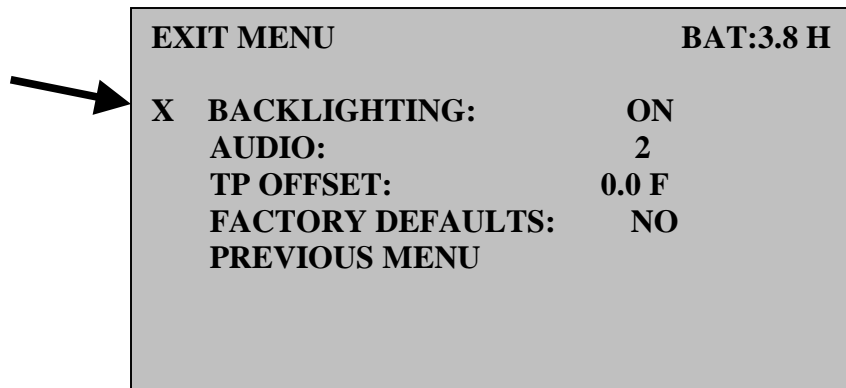 EXIT MENU BAT:3.8 H
X BACKLIGHTING: ON
AUDIO: 2
TP OFFSET: 0.0 F
FACTORY DEFAULTS: NO
PREVIOUS MENU